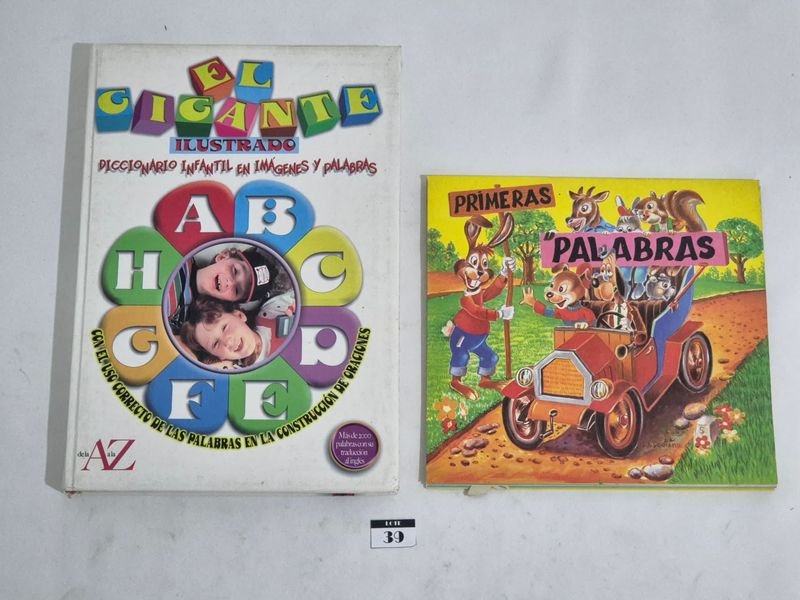 EL
GIGANTE
ILUSTRADO
DICCIONARIO INFANTIL EN IMÁGENES Y PALABRAS
A
B
C
D
E
F
G
H
CON EL USO CORRECTO DE LAS PALABRAS EN LA CONSTRUCCIÓN DE ORACIONES
de la A a la Z
Más de 2000
palabras con su
traducción
al inglés
PRIMERAS
PALABRAS
LOTE
39